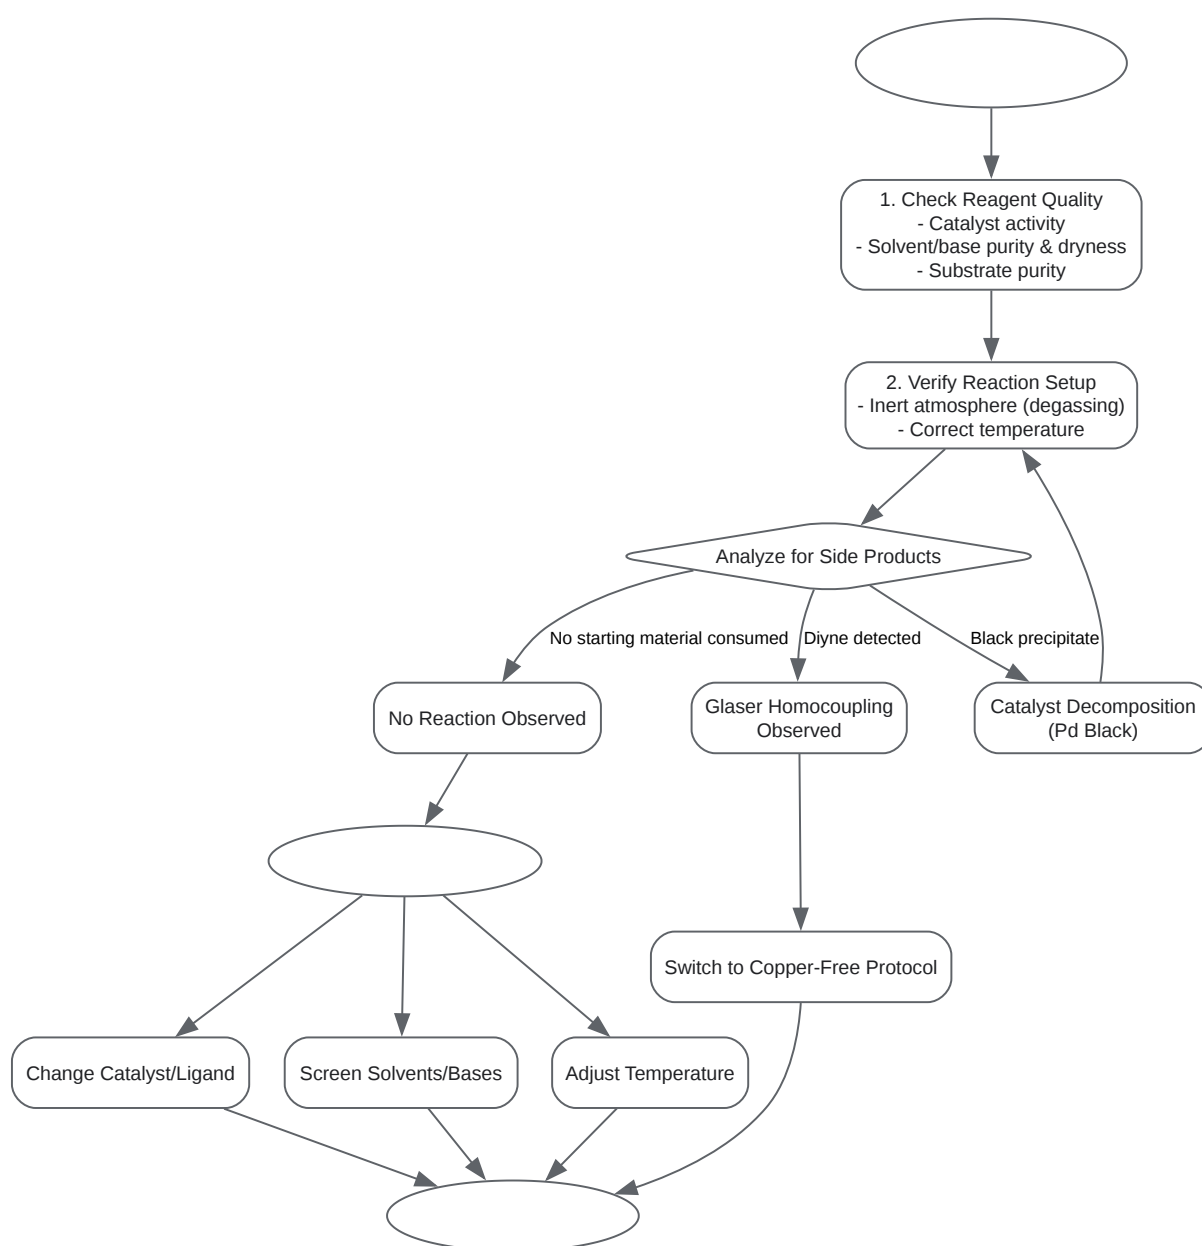 1. Check Reagent Quality
- Catalyst activity
- Solvent/base purity & dryness
- Substrate purity
2. Verify Reaction Setup
- Inert atmosphere (degassing)
- Correct temperature
Analyze for Side Products
No starting material consumed
Diyne detected
Black precipitate
No Reaction Observed
Glaser Homocoupling
Observed
Catalyst Decomposition
(Pd Black)
Switch to Copper-Free Protocol
Change Catalyst/Ligand
Screen Solvents/Bases
Adjust Temperature